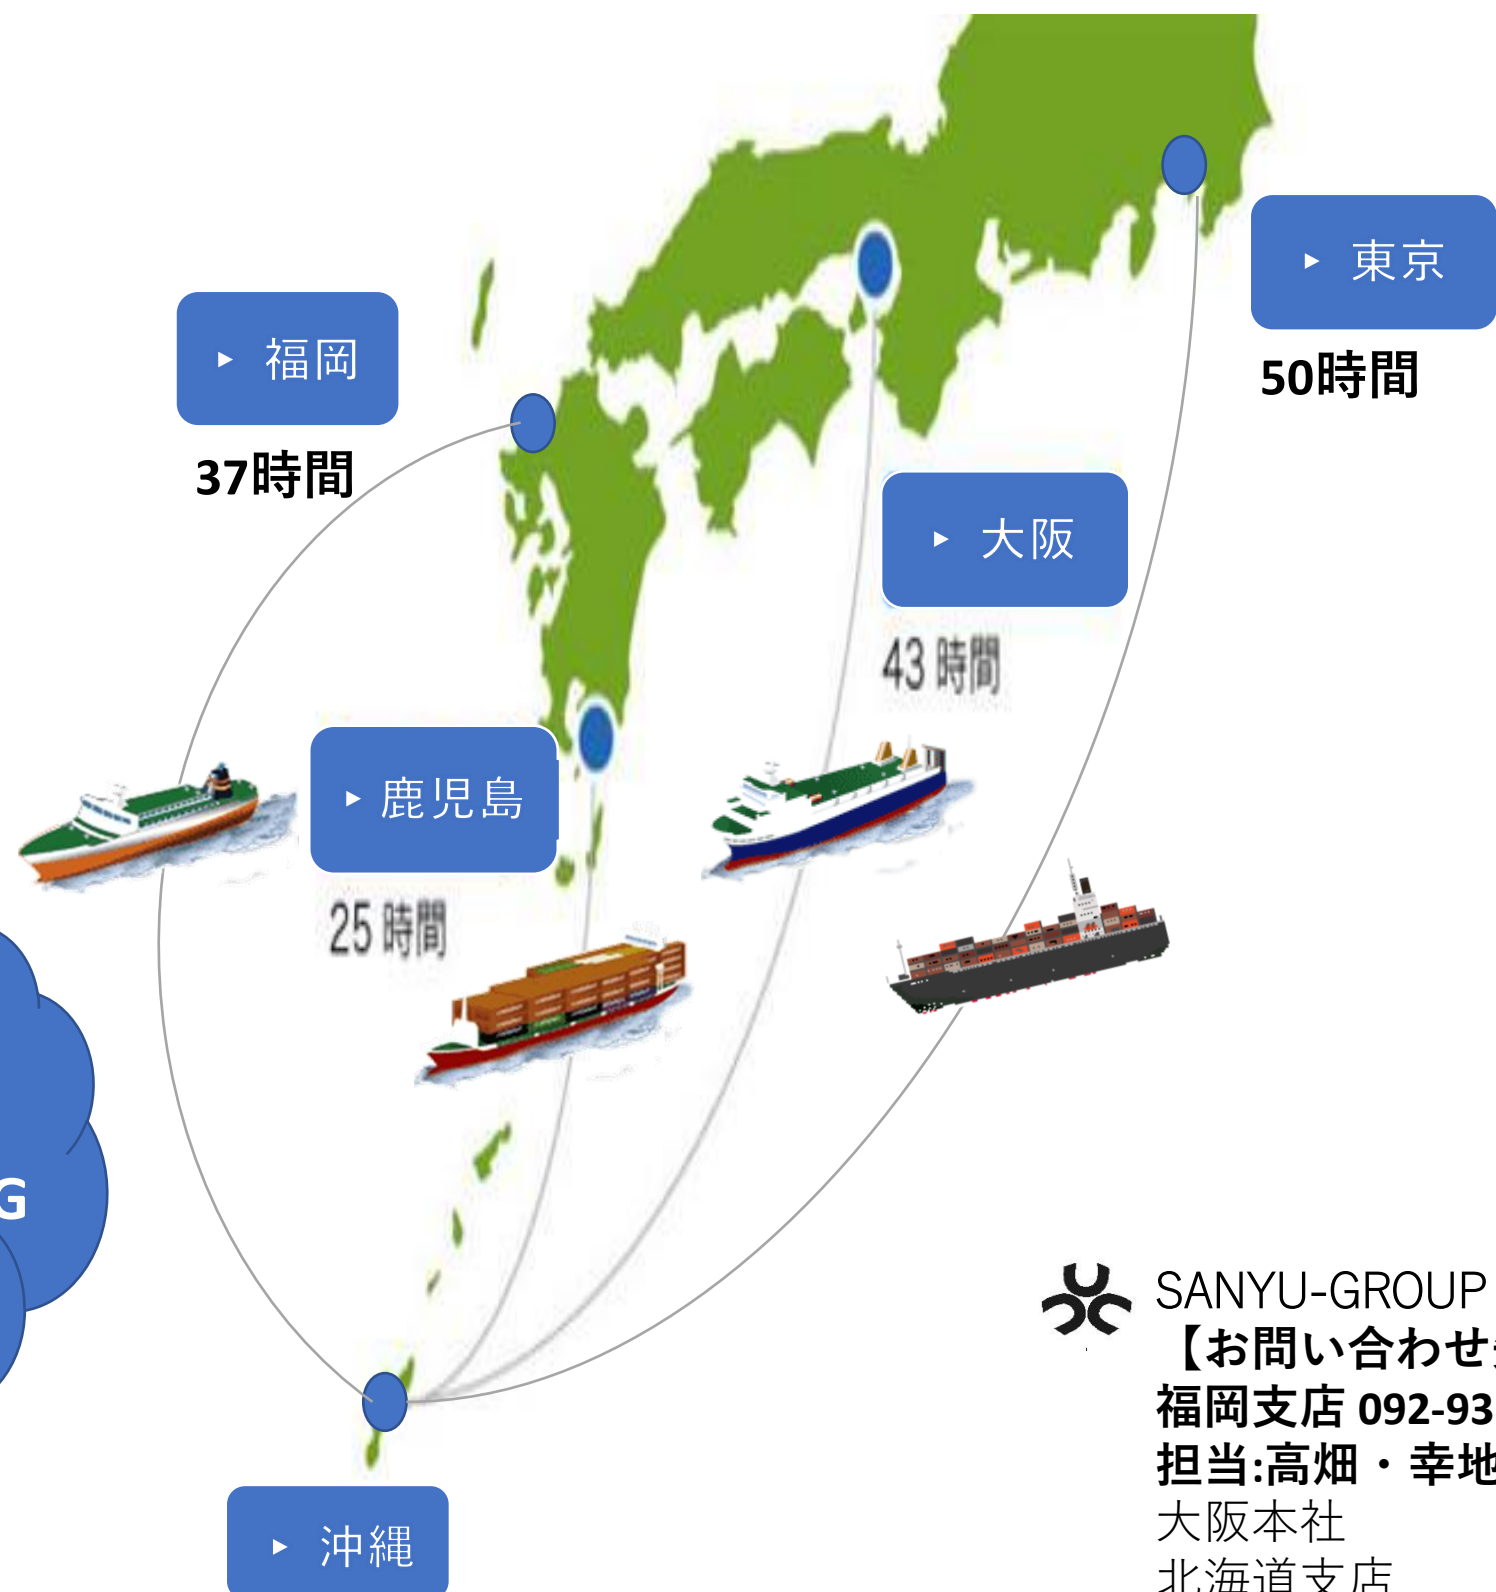 ▶ 東京
50時間
▶ 福岡
37時間
▶ 大阪
43 時間
▶ 鹿児島
25 時間
G
SANYU-GROUP
【お問い合わせ
福岡支店 092-93
担当:高畑・幸地
大阪本社
北海道支店
▶ 沖縄